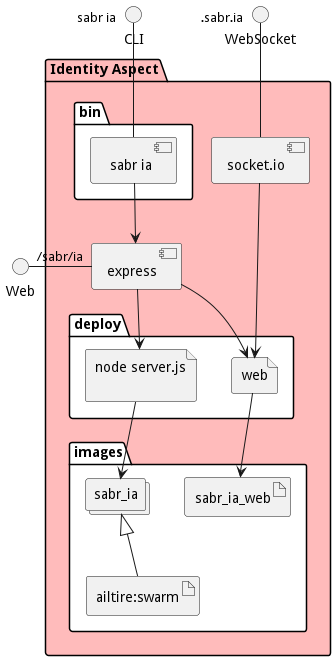 sabr ia
.sabr.ia
CLI
WebSocket
Identity Aspect
bin
sabr ia
socket.io
/sabr/ia
express
Web
deploy
node server.js
web
images
sabr_ia
sabr_ia_web
ailtire:swarm